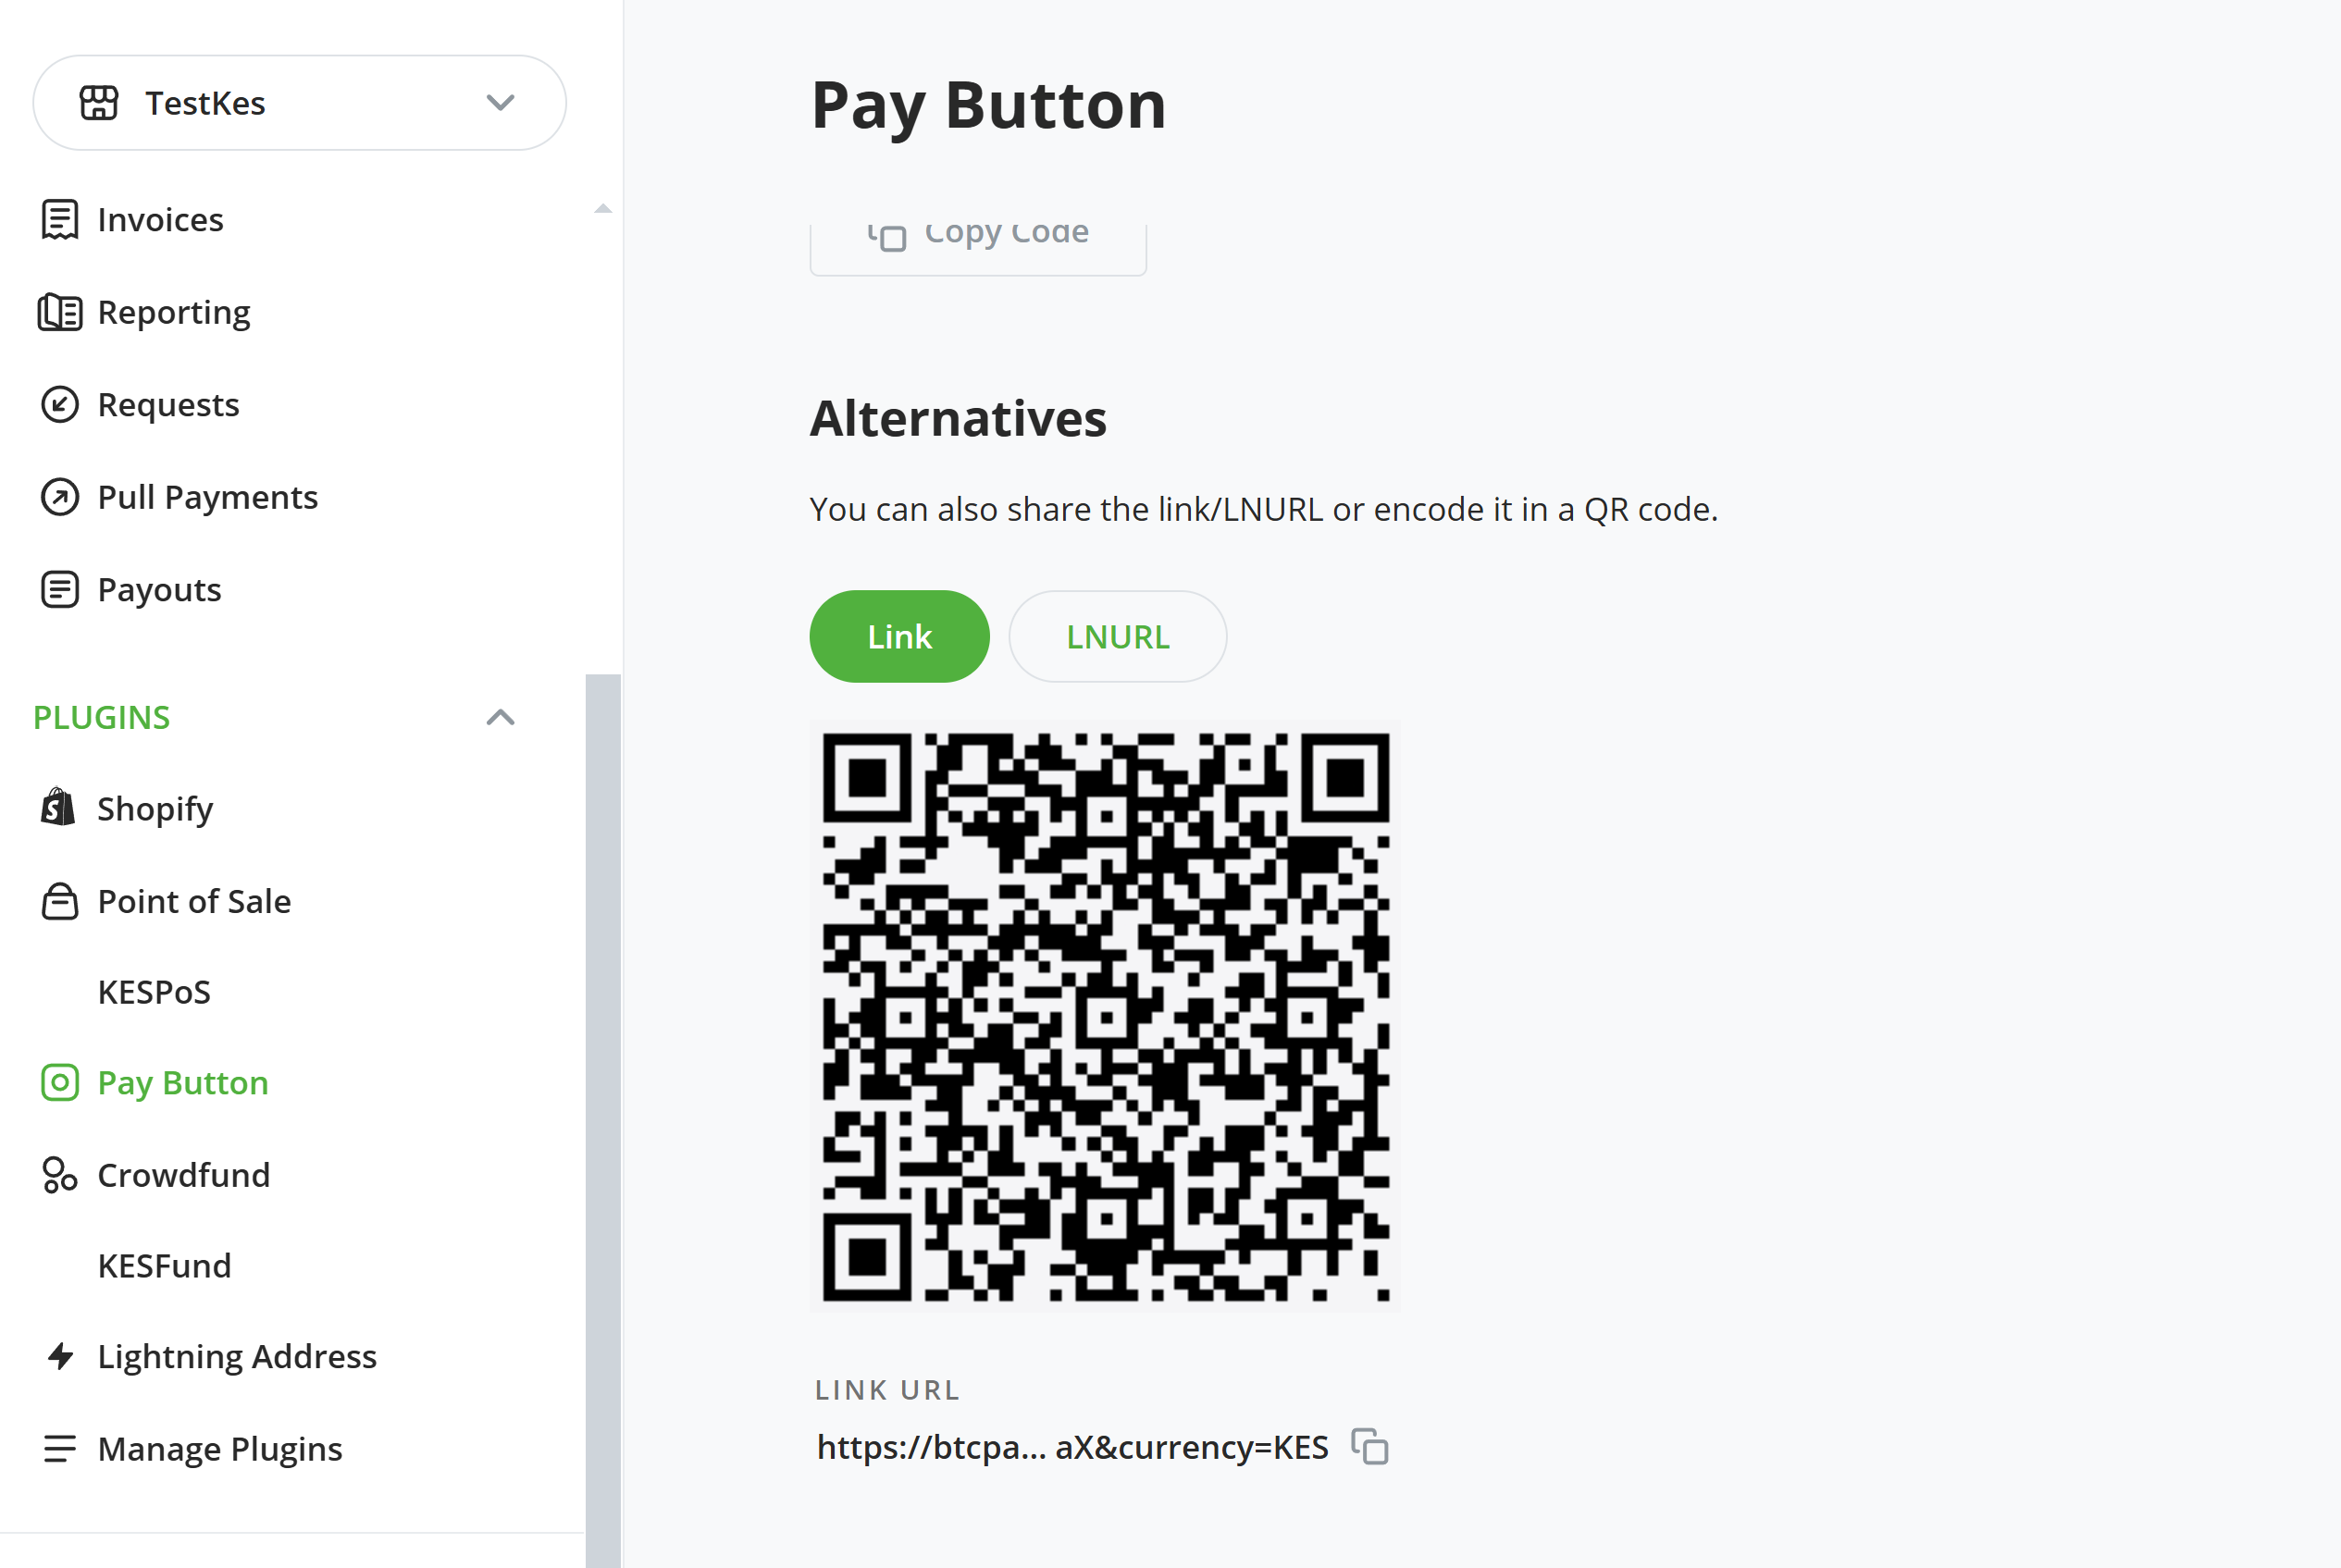 TestKes
Invoices
Reporting
Requests
Pull Payments
Payouts
PLUGINS
Shopify
Point of Sale
KESPoS
Pay Button
Crowdfund
KESFund
Lightning Address
Manage Plugins
Pay Button
Copy Code
Alternatives
You can also share the link/LNURL or encode it in a QR code.
Link LNURL
LINK URL
https://btcpa... aX&currency=KES